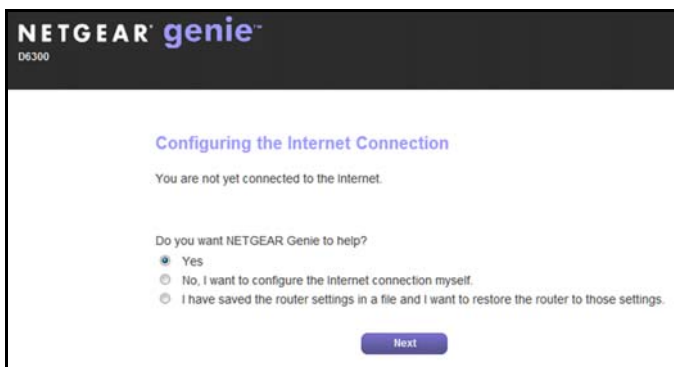 NETGEAR® genie™
D6300
Configuring the Internet Connection
You are not yet connected to the Internet.
Do you want NETGEAR Genie to help?
Yes
No, I want to configure the Internet connection myself.
I have saved the router settings in a file and I want to restore the router to those settings.
Next